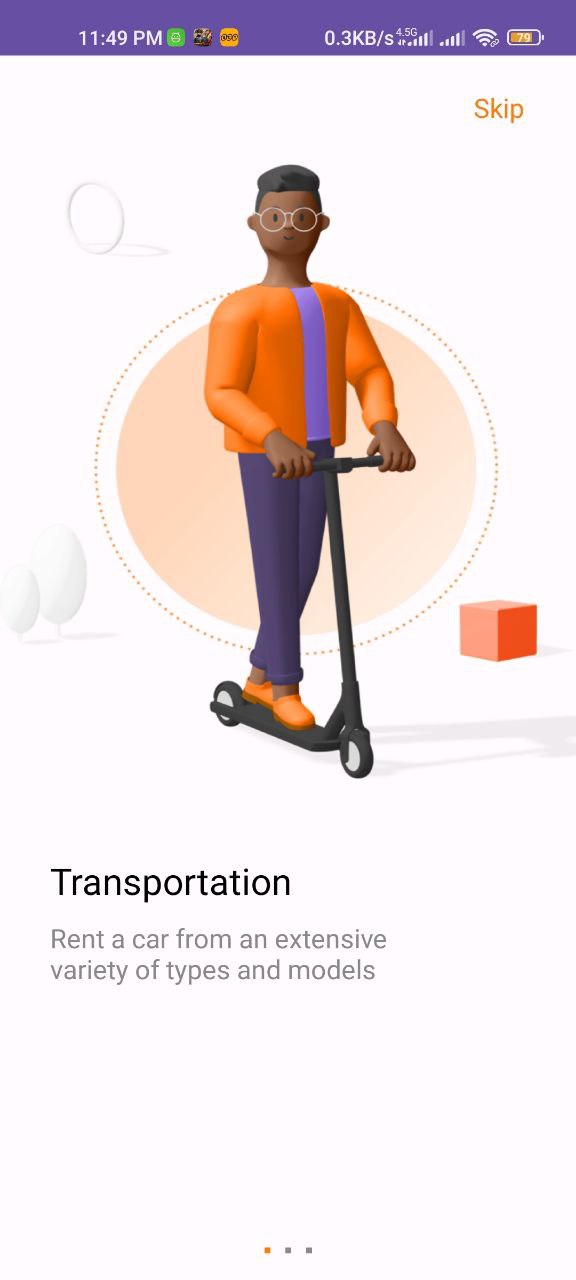 11:49 PM 0.3KB/s 4.5G 79
Skip
Transportation
Rent a car from an extensive
variety of types and models